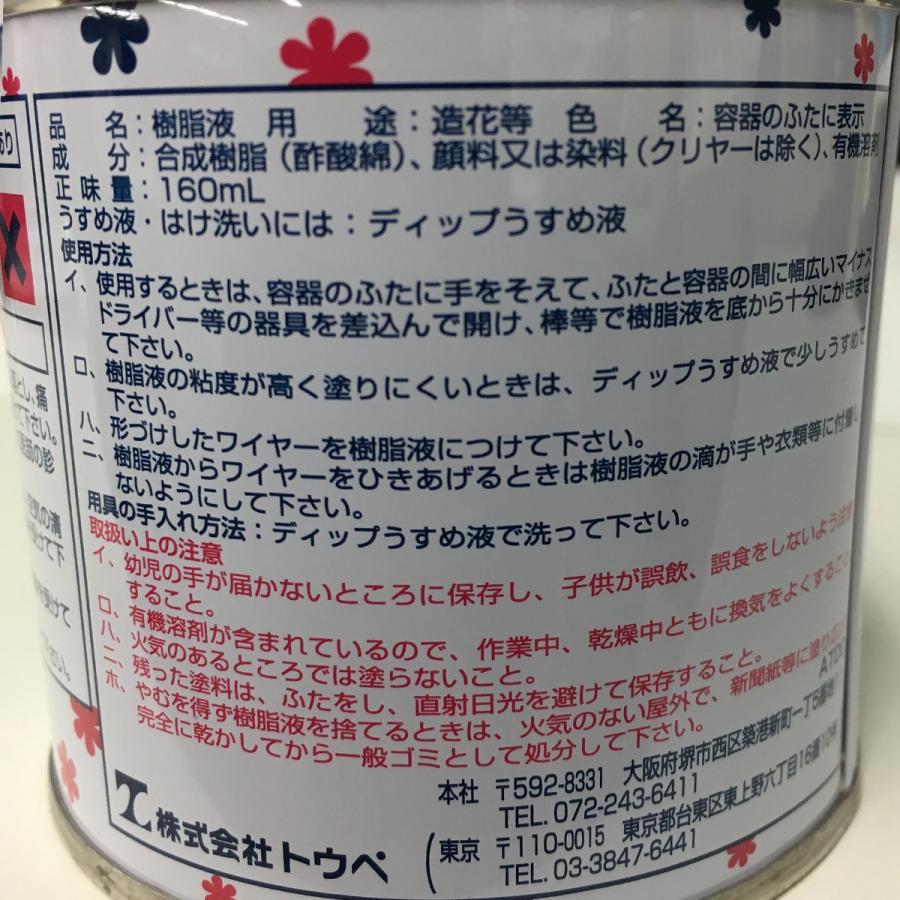 品　名：樹脂液　用　途：造花等　色　名：容器のふたに表示
成　分：合成樹脂（酢酸綿）、顔料又は染料（クリヤーは除く）、有機溶剤
正味量：160mL
うすめ液・はけ洗いには：ディップうすめ液
使用方法
イ、使用するときは、容器のふたに手をそえて、ふたと容器の間に幅広いマイナス
ドライバー等の器具を差込んで開け、棒等で樹脂液を底から十分にかきませ
て下さい。
ロ、樹脂液の粘度が高く塗りにくいときは、ディップうすめ液で少しうすめて
下さい。
ハ、形づけしたワイヤーを樹脂液につけて下さい。
ニ、樹脂液からワイヤーをひきあげるときは樹脂液の滴が手や衣類等に付着し
ないようにして下さい。
用具の手入れ方法：ディップうすめ液で洗って下さい。
取扱い上の注意
イ、幼児の手が届かないところに保存し、子供が誤飲、誤食をしないよう注意
すること。
ロ、有機溶剤が含まれているので、作業中、乾燥中ともに換気をよくすること。
ハ、火気のあるところでは塗らないこと。
ニ、残った塗料は、ふたをし、直射日光を避けて保存すること。
ホ、やむを得ず樹脂液を捨てるときは、火気のない屋外で、新聞紙等に塗り広げ
完全に乾かしてから一般ゴミとして処分して下さい。
株式会社トウペ
本社　〒592-8331　大阪府堺市西区築港新町一丁5番地
TEL. 072-243-6411
（東京　〒110-0015　東京都台東区東上野六丁目16番10号
TEL. 03-3847-6441